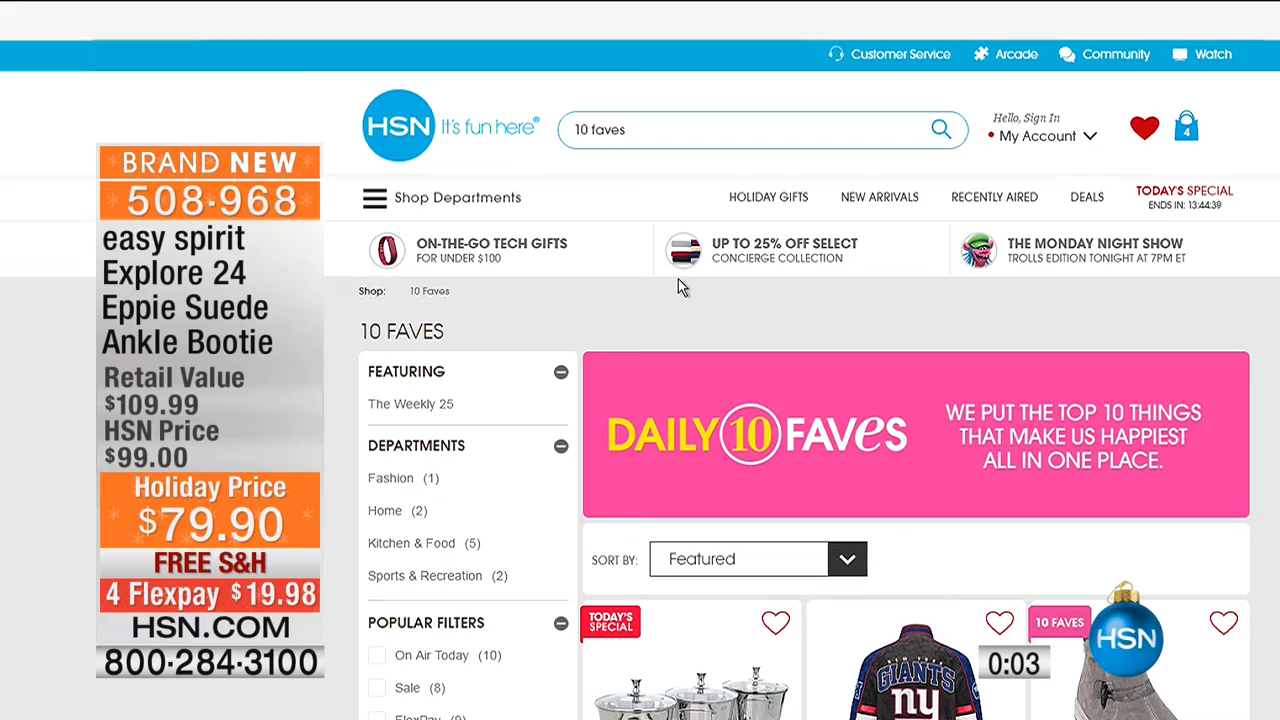 Customer Service
Arcade
Community
Watch
HSN It's fun here®
10 faves
Hello, Sign In
My Account
4
Shop Departments
HOLIDAY GIFTS
NEW ARRIVALS
RECENTLY AIRED
DEALS
TODAY'S SPECIAL
ENDS IN: 13:44:39
ON-THE-GO TECH GIFTS
FOR UNDER $100
UP TO 25% OFF SELECT
CONCIERGE COLLECTION
THE MONDAY NIGHT SHOW
TROLLS EDITION TONIGHT AT 7PM ET
BRAND NEW
508-968
easy spirit
Explore 24
Eppie Suede
Ankle Bootie
Retail Value
$109.99
HSN Price
$99.00
Holiday Price
$79.90
FREE S&H
4 Flexpay $19.98
HSN.COM
800-284-3100
Shop: 10 Faves
10 FAVES
FEATURING
The Weekly 25
DEPARTMENTS
Fashion (1)
Home (2)
Kitchen & Food (5)
Sports & Recreation (2)
POPULAR FILTERS
On Air Today (10)
Sale (8)
FlexPay (9)
DAILY 10 FAVES
WE PUT THE TOP 10 THINGS
THAT MAKE US HAPPIEST
ALL IN ONE PLACE.
SORT BY: Featured
TODAY'S
SPECIAL
GIANTS
ny
10 FAVES
HSN
0:03